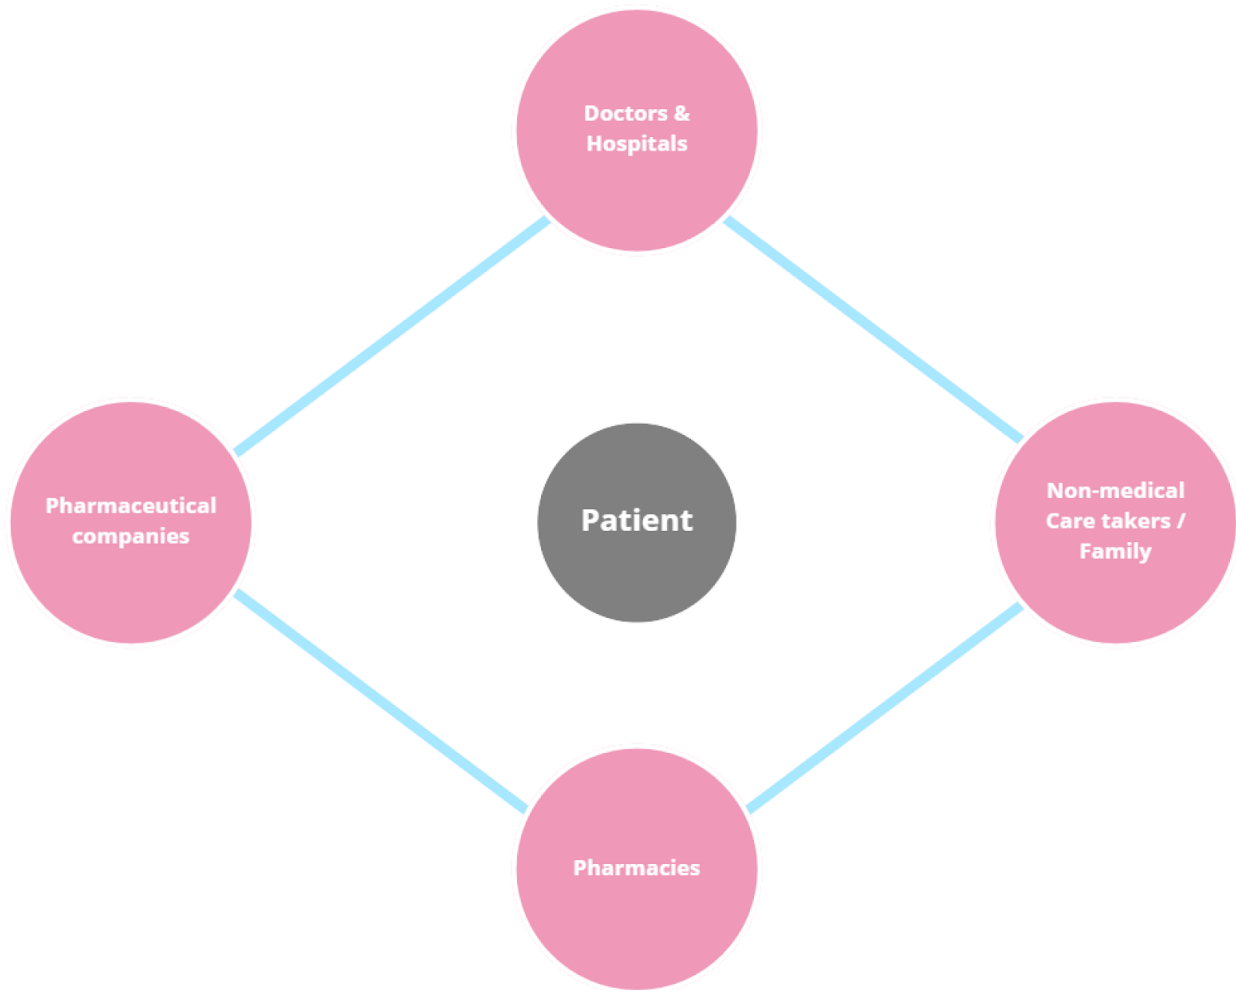 Doctors &
Hospitals
Pharmaceutical
companies
Patient
Non-medical
Care takers /
Family
Pharmacies